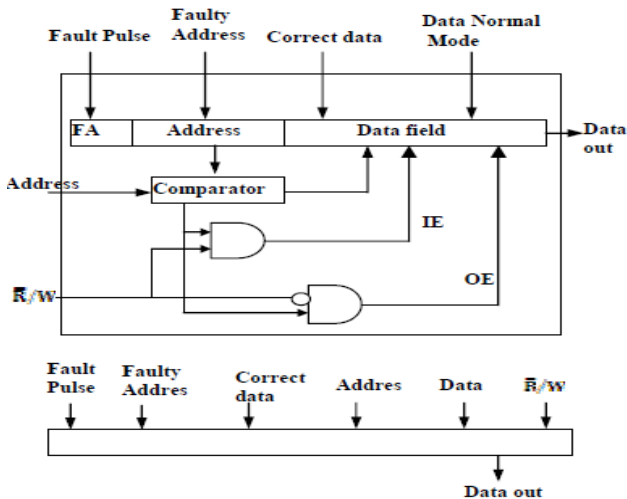 Fault Pulse
Faulty
Address
Correct data
Data Normal
Mode
FA
Address
Data field
Data
out
Address
Comparator
IE
OE
R̅/W
Fault
Pulse
Faulty
Addres
Correct
data
Addres
Data
R̅/W
Data out